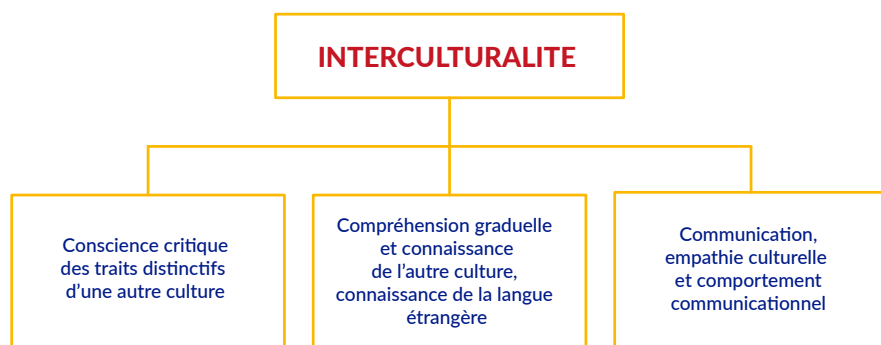 INTERCULTURALITE
Conscience critique
des traits distinctifs
d'une autre culture
Compréhension graduelle
et connaissance
de l'autre culture,
connaissance de la langue
étrangère
Communication,
empathie culturelle
et comportement
communicationnel